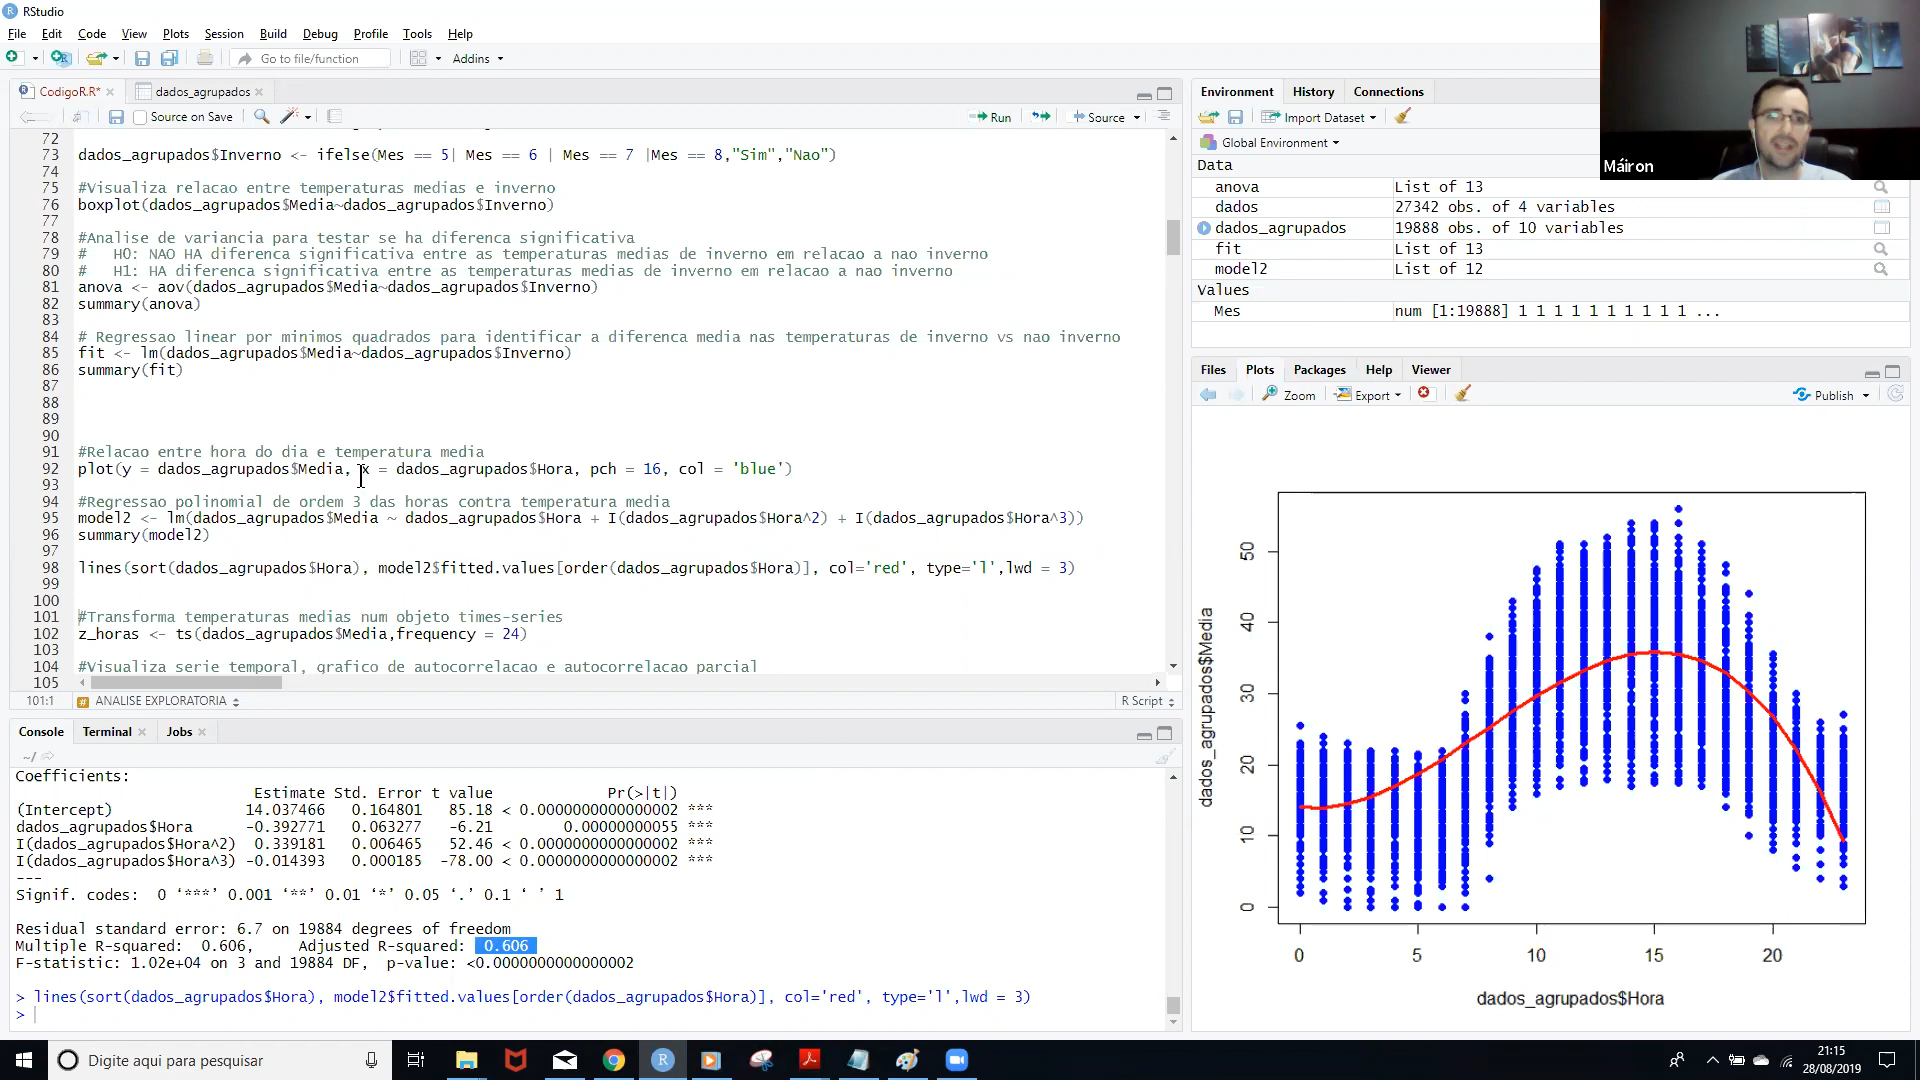 RStudio
File Edit Code View Plots Session Build Debug Profile Tools Help
Go to file/function Addins
CodigoR.R* dados_agrupados
Source on Save Run Source
72
73 dados_agrupados$Inverno <- ifelse(Mes == 5| Mes == 6 | Mes == 7 |Mes == 8,"Sim","Nao")
74
75 #Visualiza relacao entre temperaturas medias e inverno
76 boxplot(dados_agrupados$Media~dados_agrupados$Inverno)
77
78 #Analise de variancia para testar se ha diferenca significativa
79 #   H0: NAO HA diferenca significativa entre as temperaturas medias de inverno em relacao a nao inverno
80 #   H1: HA diferenca significativa entre as temperaturas medias de inverno em relacao a nao inverno
81 anova <- aov(dados_agrupados$Media~dados_agrupados$Inverno)
82 summary(anova)
83
84 # Regressao linear por minimos quadrados para identificar a diferenca media nas temperaturas de inverno vs nao inverno
85 fit <- lm(dados_agrupados$Media~dados_agrupados$Inverno)
86 summary(fit)
87
88
89
90
91 #Relacao entre hora do dia e temperatura media
92 plot(y = dados_agrupados$Media, x = dados_agrupados$Hora, pch = 16, col = 'blue')
93
94 #Regressao polinomial de ordem 3 das horas contra temperatura media
95 model2 <- lm(dados_agrupados$Media ~ dados_agrupados$Hora + I(dados_agrupados$Hora^2) + I(dados_agrupados$Hora^3))
96 summary(model2)
97
98 lines(sort(dados_agrupados$Hora), model2$fitted.values[order(dados_agrupados$Hora)], col='red', type='l',lwd = 3)
99
100
101 #Transforma temperaturas medias num objeto times-series
102 z_horas <- ts(dados_agrupados$Media,frequency = 24)
103
104 #Visualiza serie temporal, grafico de autocorrelacao e autocorrelacao parcial
105
101:1 ANALISE EXPLORATORIA R Script
Console Terminal Jobs
~/
Coefficients:
Estimate Std. Error t value Pr(>|t|)
(Intercept) 14.037466 0.164801 85.18 < 0.0000000000000002 ***
dados_agrupados$Hora -0.392771 0.063277 -6.21 0.00000000055 ***
I(dados_agrupados$Hora^2) 0.339181 0.006465 52.46 < 0.0000000000000002 ***
I(dados_agrupados$Hora^3) -0.014393 0.000185 -78.00 < 0.0000000000000002 ***
---
Signif. codes:  0 ‘***’ 0.001 ‘**’ 0.01 ‘*’ 0.05 ‘.’ 0.1 ‘ ’ 1
Residual standard error: 6.7 on 19884 degrees of freedom
Multiple R-squared:  0.606, Adjusted R-squared:  0.606
F-statistic: 1.02e+04 on 3 and 19884 DF,  p-value: <0.0000000000000002
> lines(sort(dados_agrupados$Hora), model2$fitted.values[order(dados_agrupados$Hora)], col='red', type='l',lwd = 3)
>
Environment History Connections
Import Dataset
Global Environment
Data
anova List of 13
dados 27342 obs. of 4 variables
dados_agrupados 19888 obs. of 10 variables
fit List of 13
model2 List of 12
Values
Mes num [1:19888] 1 1 1 1 1 1 1 1 1 1 ...
Máiron
Files Plots Packages Help Viewer
Zoom Export Publish
dados_agrupados$Media
50
40
30
20
10
0
0 5 10 15 20
dados_agrupados$Hora
Digite aqui para pesquisar
21:15
28/08/2019